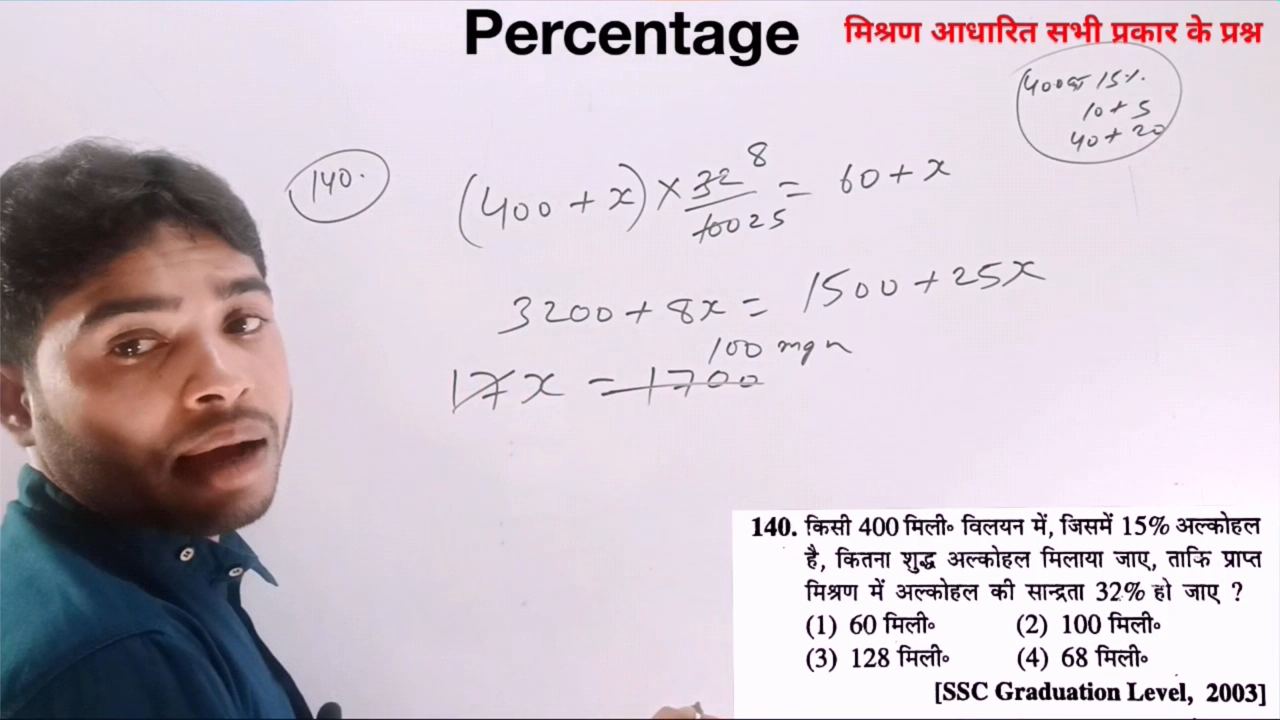 Percentage
मिश्रण आधारित सभी प्रकार के प्रश्न
400का 15%.
10 + 5
40 + 20
140.
(400 + x) × 32 8 / 100 25 = 60 + x
3200 + 8x = 1500 + 25x
100
17x = 1700
140. किसी 400 मिली॰ विलयन में, जिसमें 15% अल्कोहल
है, कितना शुद्ध अल्कोहल मिलाया जाए, ताकि प्राप्त
मिश्रण में अल्कोहल की सान्द्रता 32% हो जाए ?
(1) 60 मिली॰ (2) 100 मिली॰
(3) 128 मिली॰ (4) 68 मिली॰
[SSC Graduation Level, 2003]